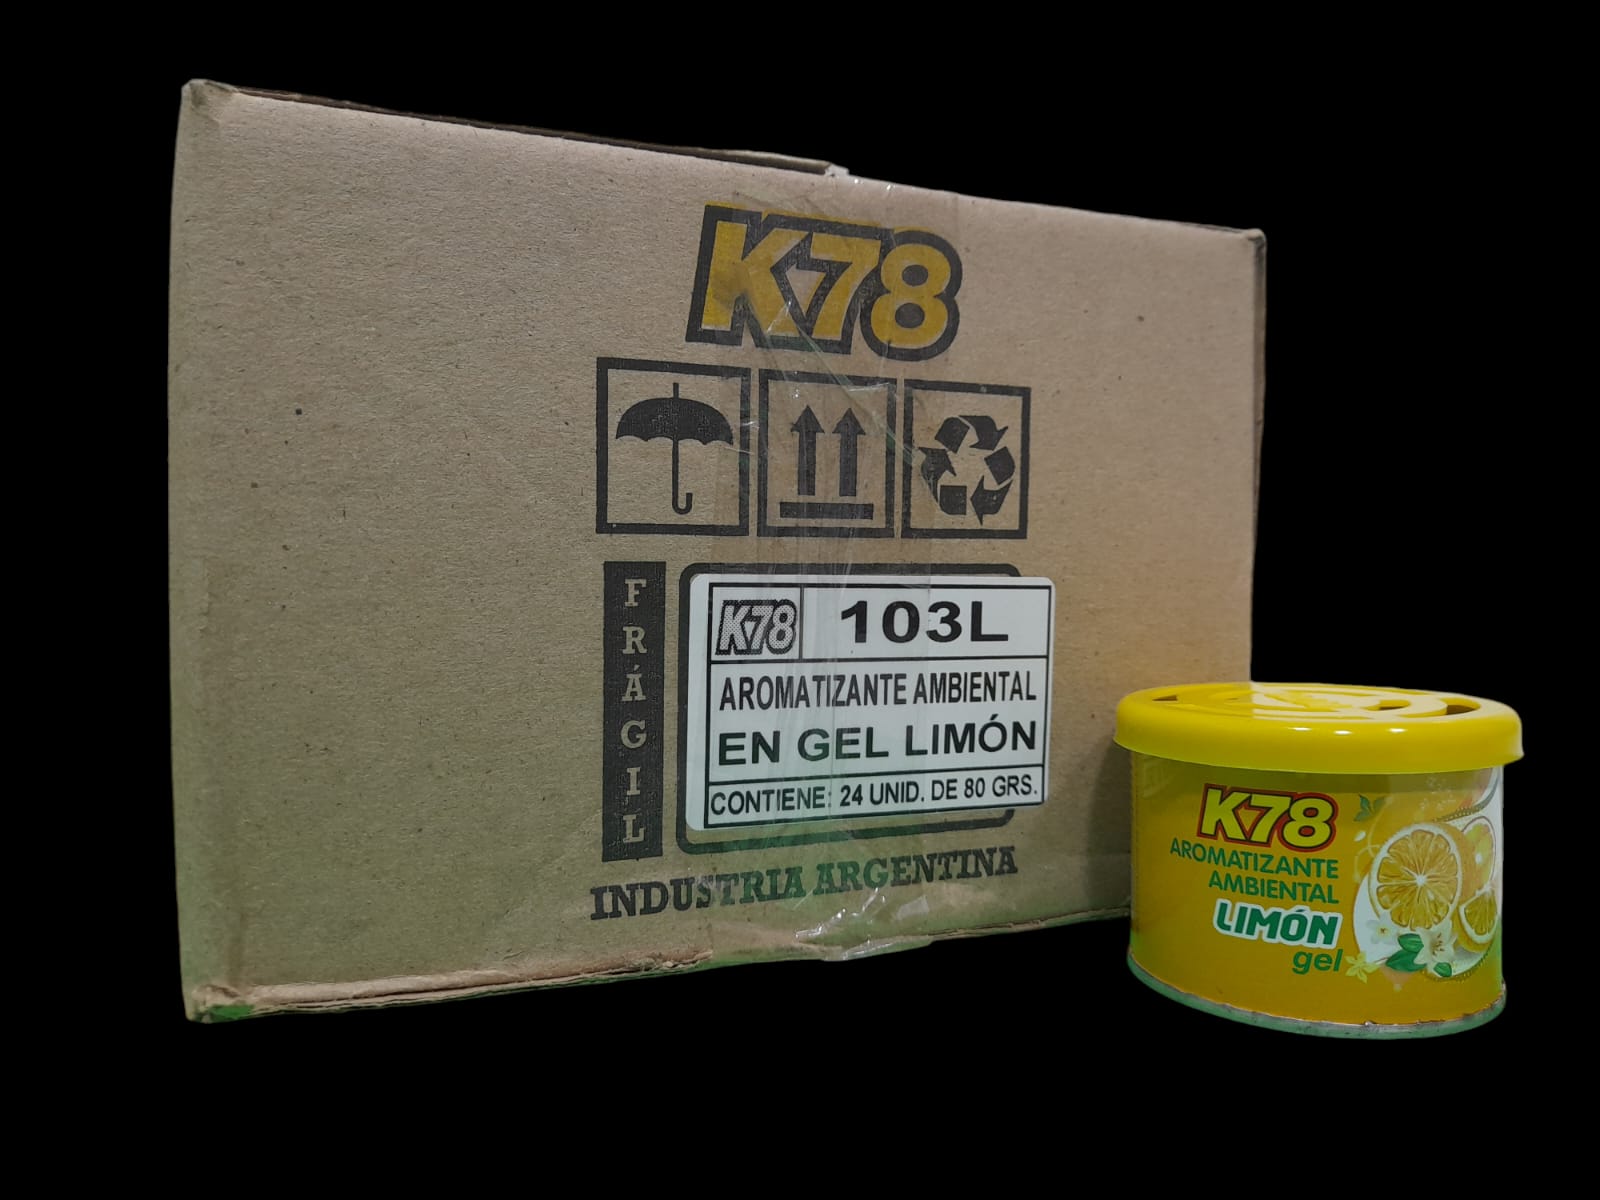 K78
FRÁGIL
K78 103L
AROMATIZANTE AMBIENTAL
EN GEL LIMÓN
CONTIENE: 24 UNID. DE 80 GRS.
INDUSTRIA ARGENTINA
K78
AROMATIZANTE
AMBIENTAL
LIMÓN
gel